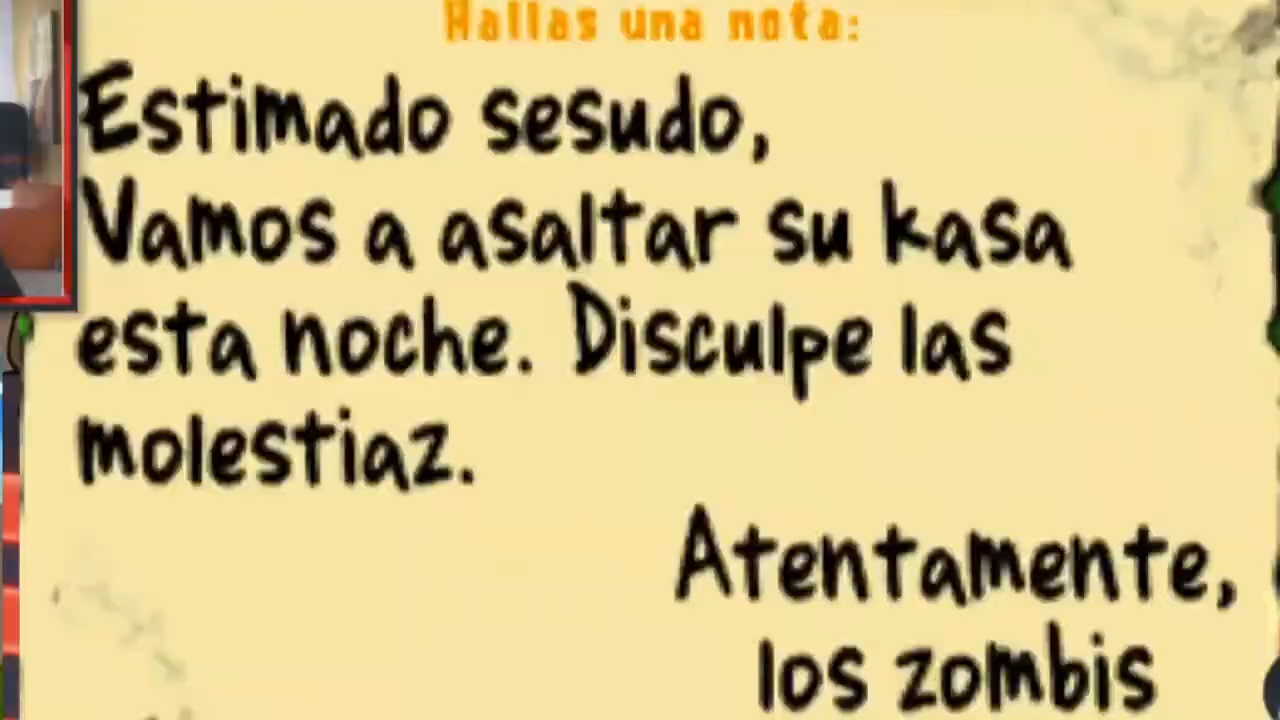 Hallas una nota:
Estimado sesudo,
Vamos a asaltar su kasa
esta noche. Disculpe las
molestiaz.
Atentamente,
los zombis